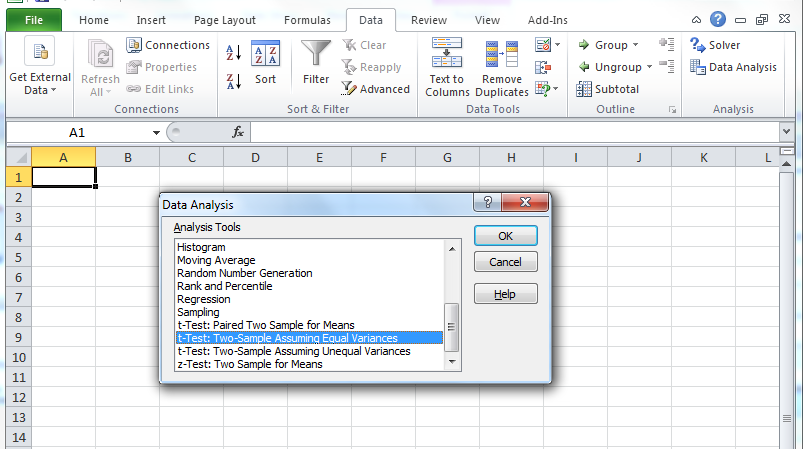 File Home Insert Page Layout Formulas Data Review View Add-Ins
Get External Data
Refresh All
Connections
Properties
Edit Links
Connections
A Z
Z A
Sort
Filter
Clear
Reapply
Advanced
Sort & Filter
Text to Columns
Remove Duplicates
Data Tools
Group
Ungroup
Subtotal
Outline
Solver
Data Analysis
Analysis
A1 fx
A B C D E F G H I J K L
1
2
3
4
5
6
7
8
9
10
11
12
13
14
Data Analysis
Analysis Tools
Histogram
Moving Average
Random Number Generation
Rank and Percentile
Regression
Sampling
t-Test: Paired Two Sample for Means
t-Test: Two-Sample Assuming Equal Variances
t-Test: Two-Sample Assuming Unequal Variances
z-Test: Two Sample for Means
OK
Cancel
Help